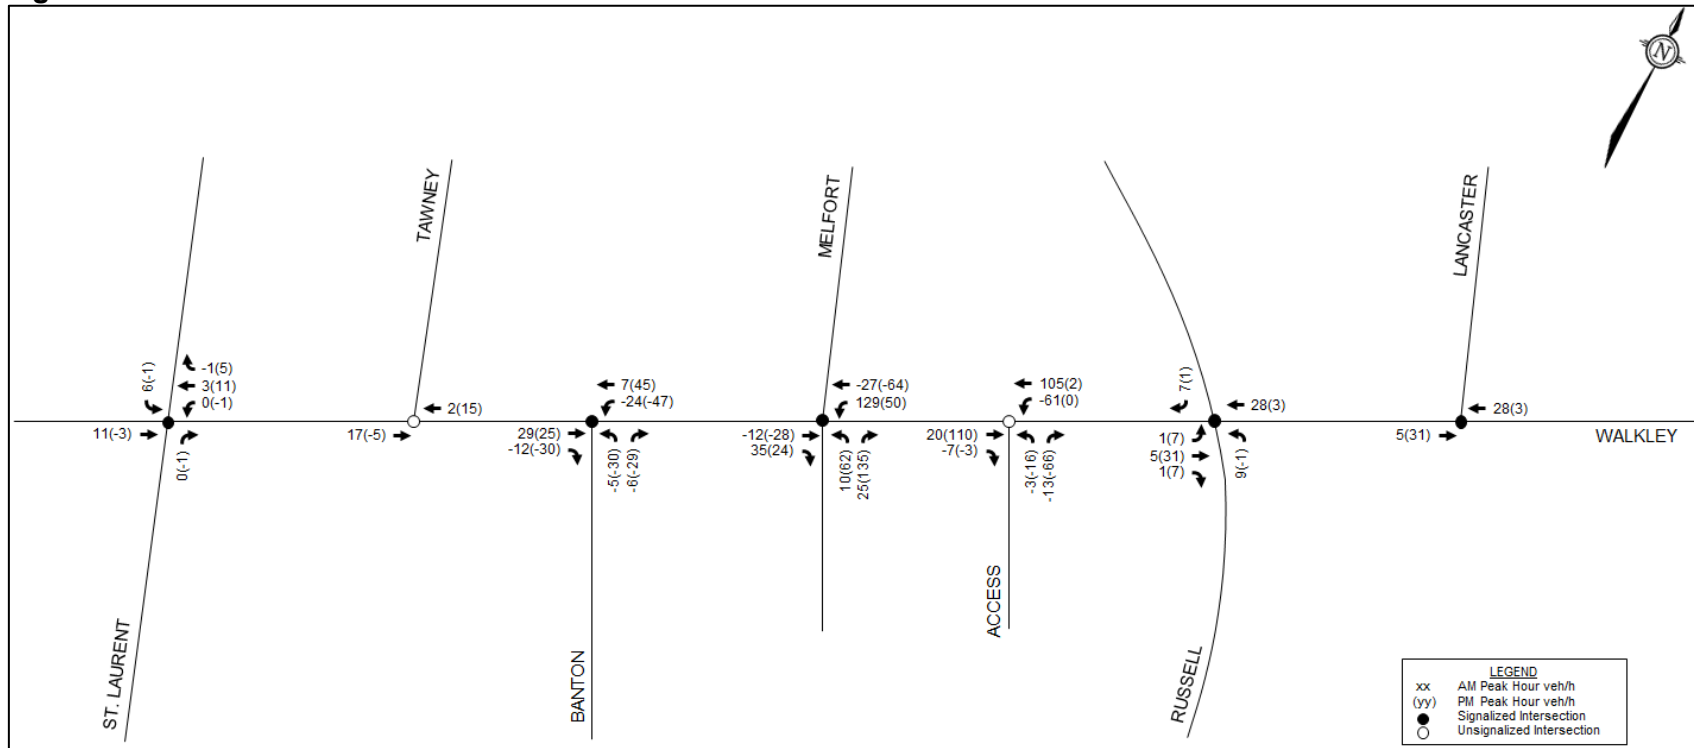 N
TAWNEY
MELFORT
LANCASTER
6(-1)
-1(5)
3(11)
0(-1)
2(15)
7(45)
-24(-47)
-27(-64)
129(50)
105(2)
-61(0)
7(1)
28(3)
28(3)
11(-3)
0(-1)
17(-5)
29(25)
-12(-30)
-5(-30)
-6(-29)
-12(-28)
35(24)
10(62)
25(135)
20(110)
-7(-3)
-3(-16)
-13(-66)
1(7)
5(31)
1(7)
9(-1)
5(31)
WALKLEY
ST. LAURENT
BANTON
ACCESS
RUSSELL
LEGEND
xx AM Peak Hour veh/h
(yy) PM Peak Hour veh/h
Signalized Intersection
Unsignalized Intersection